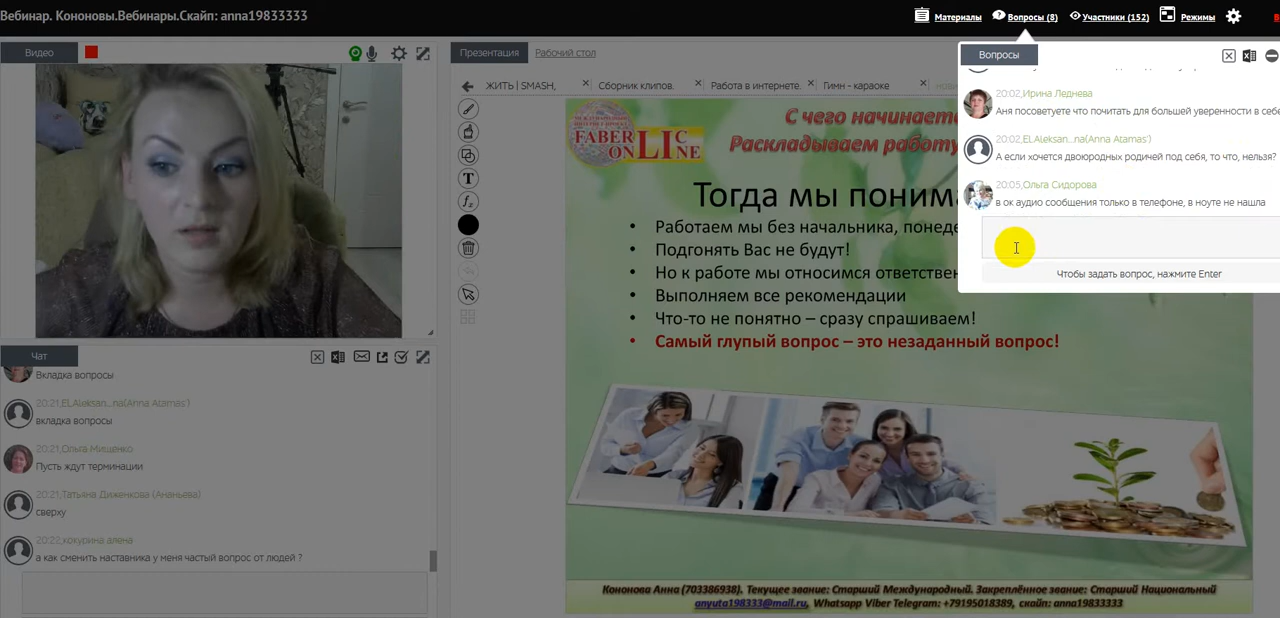 Вебинар. Кононовы.Вебинары.Скайп: anna19833333
Материалы
Вопросы (8)
Участники (152)
Режимы
Видео
Презентация
Рабочий стол
Вопросы
ЖИТЬ | SMASH,
Сборник клипов.
Работа в интернете.
Гимн - караоке
20:02,Ирина Леднева
Аня посоветуете что почитать для большей уверенности в себе
20:02,ELAleksan...na(Anna Atamas')
А если хочется двоюродных родичей под себя, то что, нельзя?
20:05,Ольга Сидорова
в ок аудио сообщения только в телефоне, в ноуте не нашла
Чтобы задать вопрос, нажмите Enter
МЕЖДУНАРОДНЫЙ
ИНТЕРНЕТ-ПРОЕКТ
FABERLIC
ONLINE
С чего начинается
Раскладываем работу
Тогда мы понима
Работаем мы без начальника, понеде
Подгонять Вас не будут!
Но к работе мы относимся ответствен
Выполняем все рекомендации
Что-то не понятно – сразу спрашиваем!
Самый глупый вопрос – это незаданный вопрос!
Кононова Анна (703386938). Текущее звание: Старший Международный. Закреплённое звание: Старший Национальный
anyuta198333@mail.ru, Whatsapp Viber Telegram: +79195018389, скайп: anna19833333
Чат
Вкладка вопросы
20:21,ELAleksan...na(Anna Atamas')
вкладка вопросы
20:21,Ольга Мищенко
Пусть ждут терминации
20:21,Татьяна Диженкова (Ананьева)
сверху
20:22,кокурина алена
а как сменить наставника у меня частый вопрос от людей ?